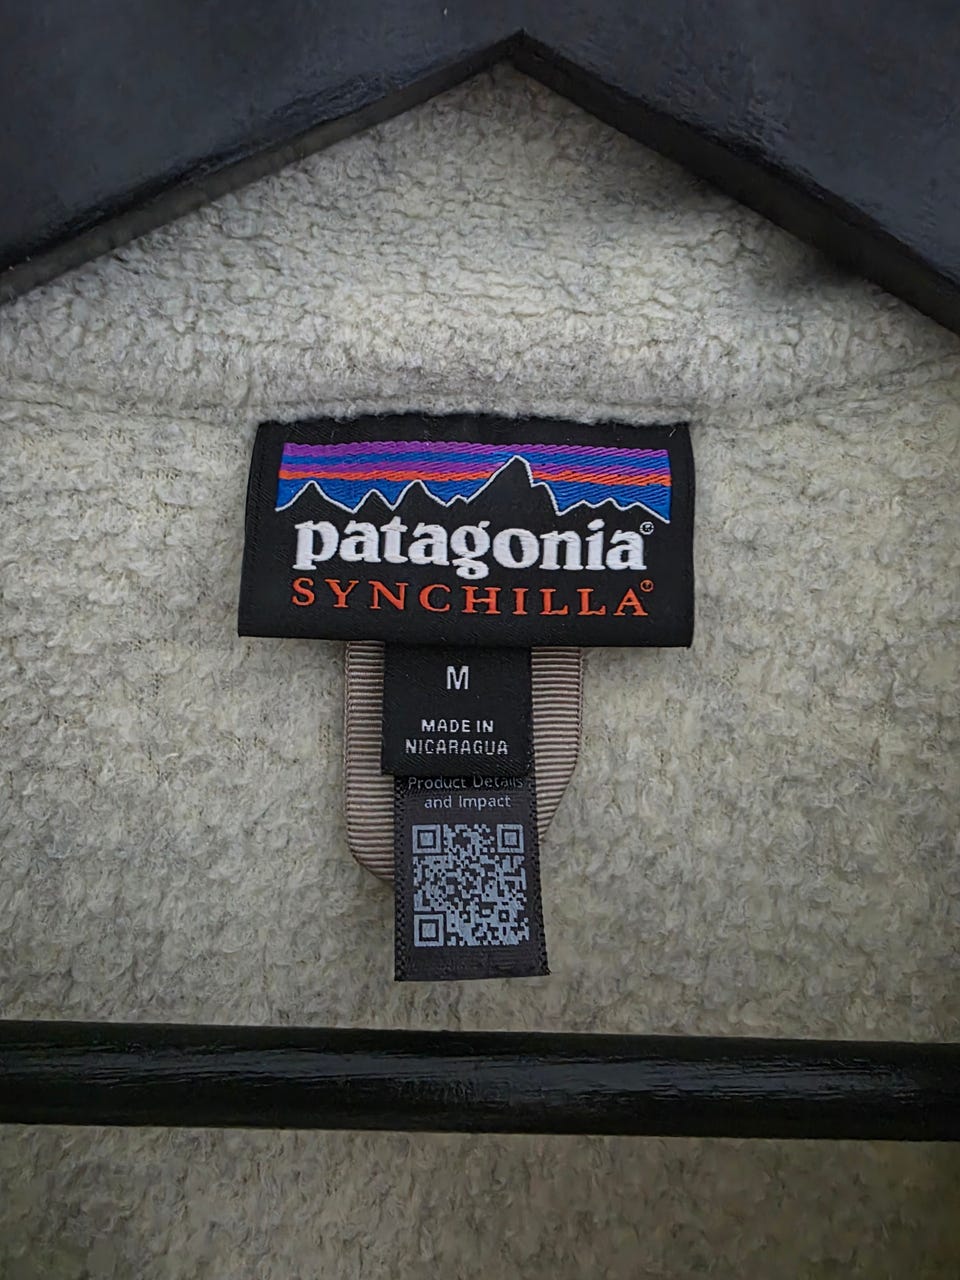 patagonia®
SYNCHILLA®
M
MADE IN
NICARAGUA
Product Details
and Impact